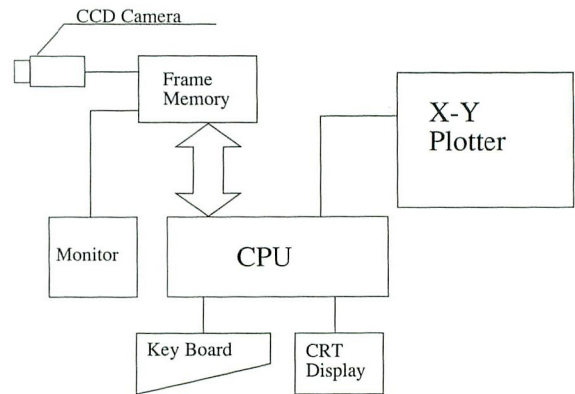 CCD Camera
Frame
Memory
X-Y
Plotter
Monitor
CPU
Key Board
CRT
Display